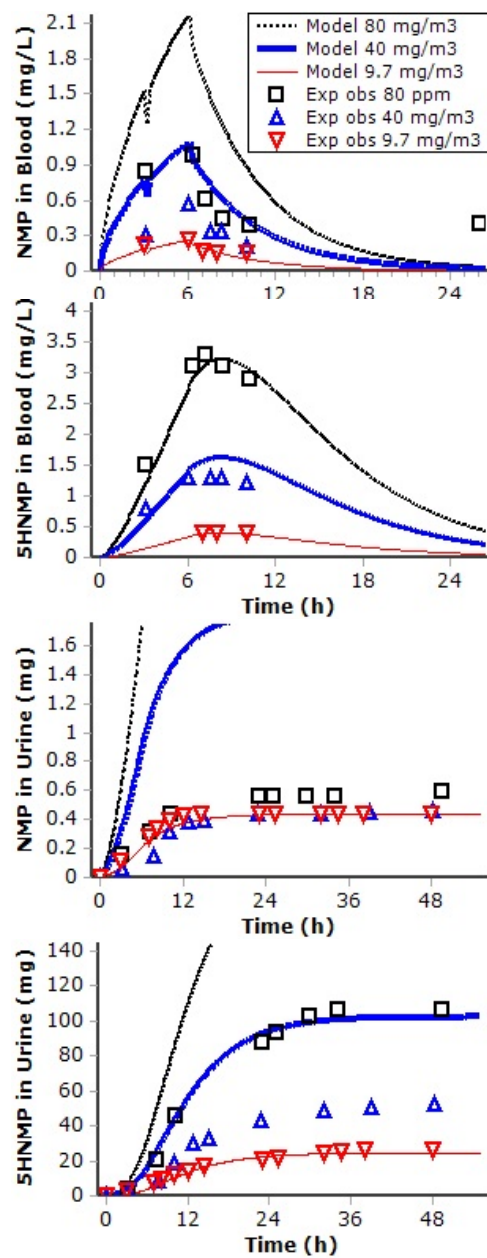 Model 80 mg/m3
Model 40 mg/m3
Model 9.7 mg/m3
Exp obs 80 ppm
Exp obs 40 mg/m3
Exp obs 9.7 mg/m3
NMP in Blood (mg/L)
2.1
1.8
1.5
1.2
0.9
0.6
0.3
0
0 6 12 18 24
5HNMP in Blood (mg/L)
4
3.5
3
2.5
2
1.5
1
0.5
0
0 6 12 18 24
Time (h)
NMP in Urine (mg)
1.6
1.4
1.2
1
0.8
0.6
0.4
0.2
0
0 12 24 36 48
Time (h)
5HNMP in Urine (mg)
140
120
100
80
60
40
20
0
0 12 24 36 48
Time (h)